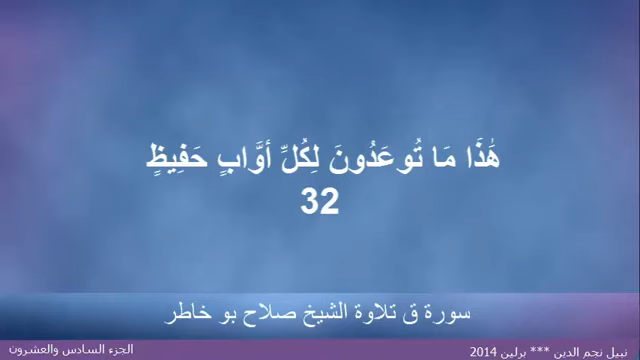 هَٰذَا مَا تُوعَدُونَ لِكُلِّ أَوَّابٍ حَفِيظٍ
32
سورة ق تلاوة الشيخ صلاح بو خاطر
نبيل نجم الدين *** برلين 2014
الجزء السادس والعشرون